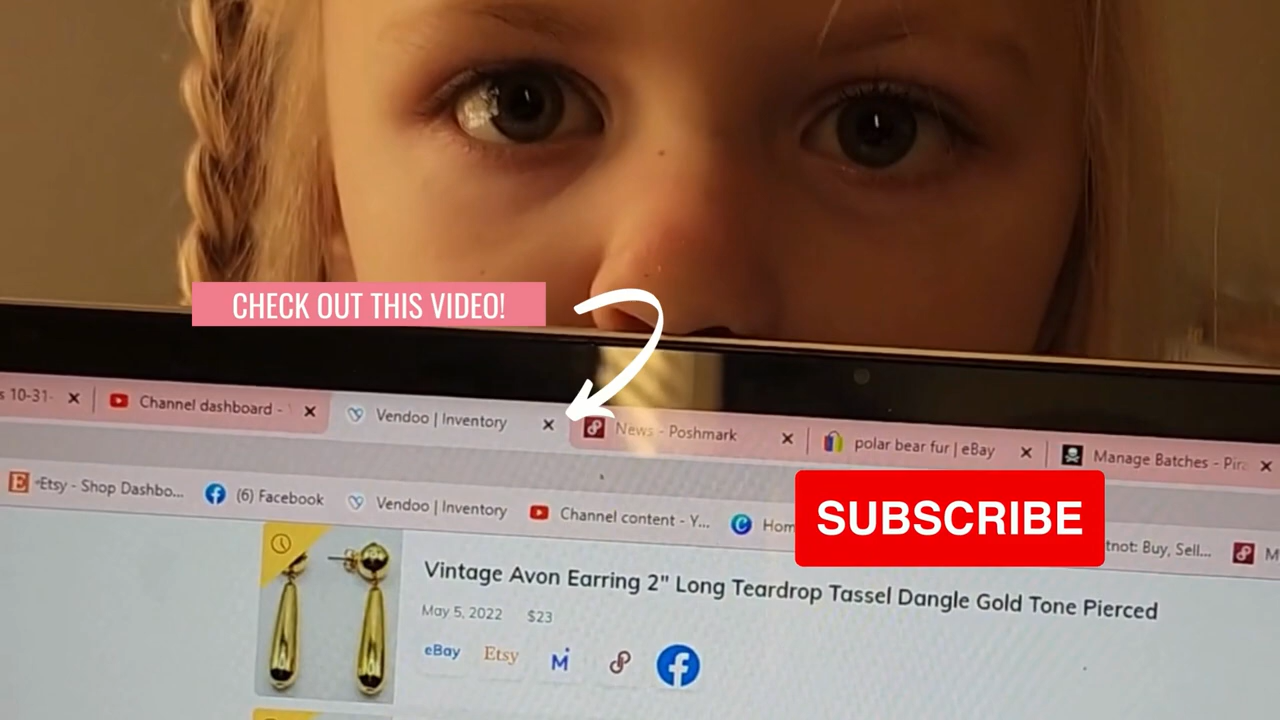 CHECK OUT THIS VIDEO!
s 10-31- Channel dashboard - Vendoo | Inventory News - Poshmark polar bear fur | eBay Manage Batches - Pir
Etsy - Shop Dashbo... (6) Facebook Vendoo | Inventory Channel content - Y... Hom tnot: Buy, Sell... M
SUBSCRIBE
Vintage Avon Earring 2" Long Teardrop Tassel Dangle Gold Tone Pierced
May 5, 2022 $23
eBay Etsy